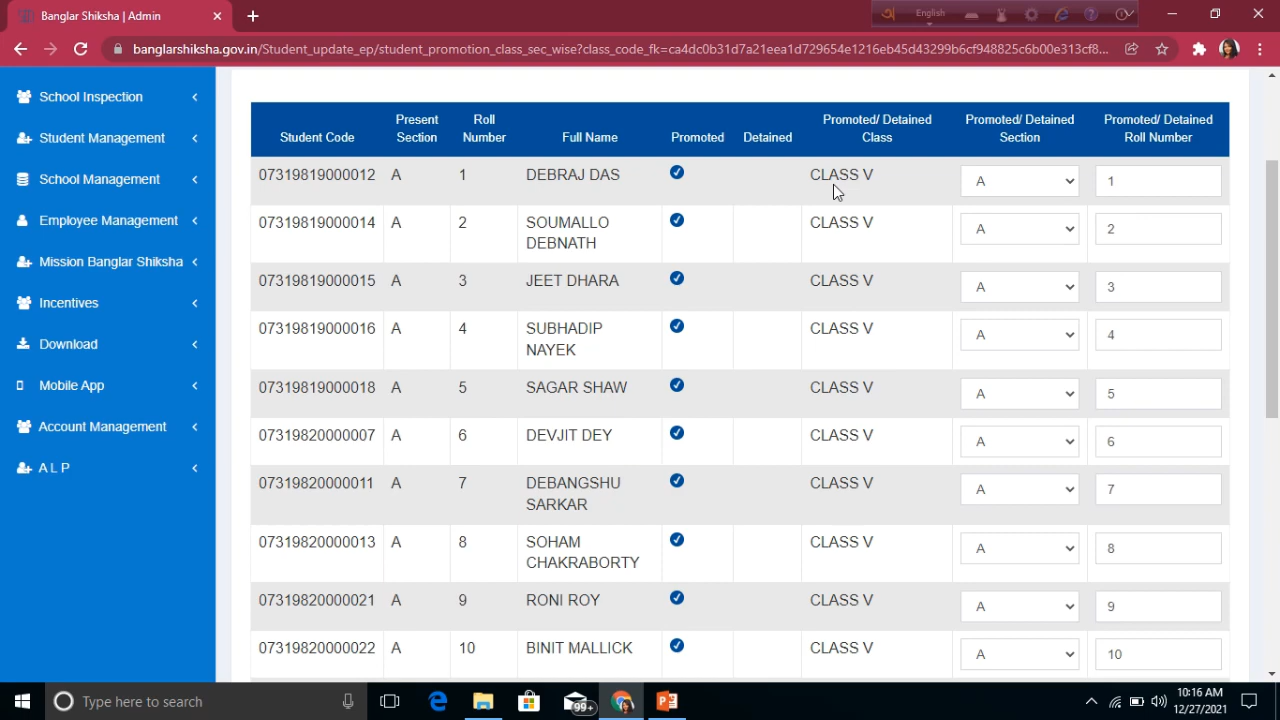 Banglar Shiksha | Admin
English
banglarshiksha.gov.in/Student_update_ep/student_promotion_class_sec_wise?class_code_fk=ca4dc0b31d7a21eea1d729654e1216eb45d43299b6cf948825c6b00e313cf8...
School Inspection
Student Management
School Management
Employee Management
Mission Banglar Shiksha
Incentives
Download
Mobile App
Account Management
A L P
Student Code Present Section Roll Number Full Name Promoted Detained Promoted/ Detained Class Promoted/ Detained Section Promoted/ Detained Roll Number
07319819000012 A 1 DEBRAJ DAS CLASS V A 1
07319819000014 A 2 SOUMALLO DEBNATH CLASS V A 2
07319819000015 A 3 JEET DHARA CLASS V A 3
07319819000016 A 4 SUBHADIP NAYEK CLASS V A 4
07319819000018 A 5 SAGAR SHAW CLASS V A 5
07319820000007 A 6 DEVJIT DEY CLASS V A 6
07319820000011 A 7 DEBANGSHU SARKAR CLASS V A 7
07319820000013 A 8 SOHAM CHAKRABORTY CLASS V A 8
07319820000021 A 9 RONI ROY CLASS V A 9
07319820000022 A 10 BINIT MALLICK CLASS V A 10
Type here to search
99+
10:16 AM
12/27/2021